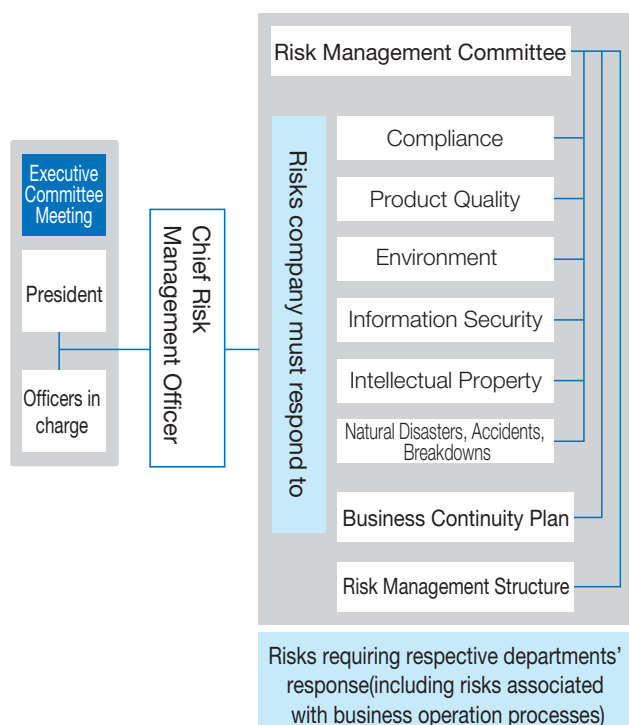 Risk Management Committee
Executive
Committee
Meeting
President
Officers in
charge
Chief Risk
Management Officer
Risks company must respond to
Compliance
Product Quality
Environment
Information Security
Intellectual Property
Natural Disasters, Accidents,
Breakdowns
Business Continuity Plan
Risk Management Structure
Risks requiring respective departments’
response(including risks associated
with business operation processes)